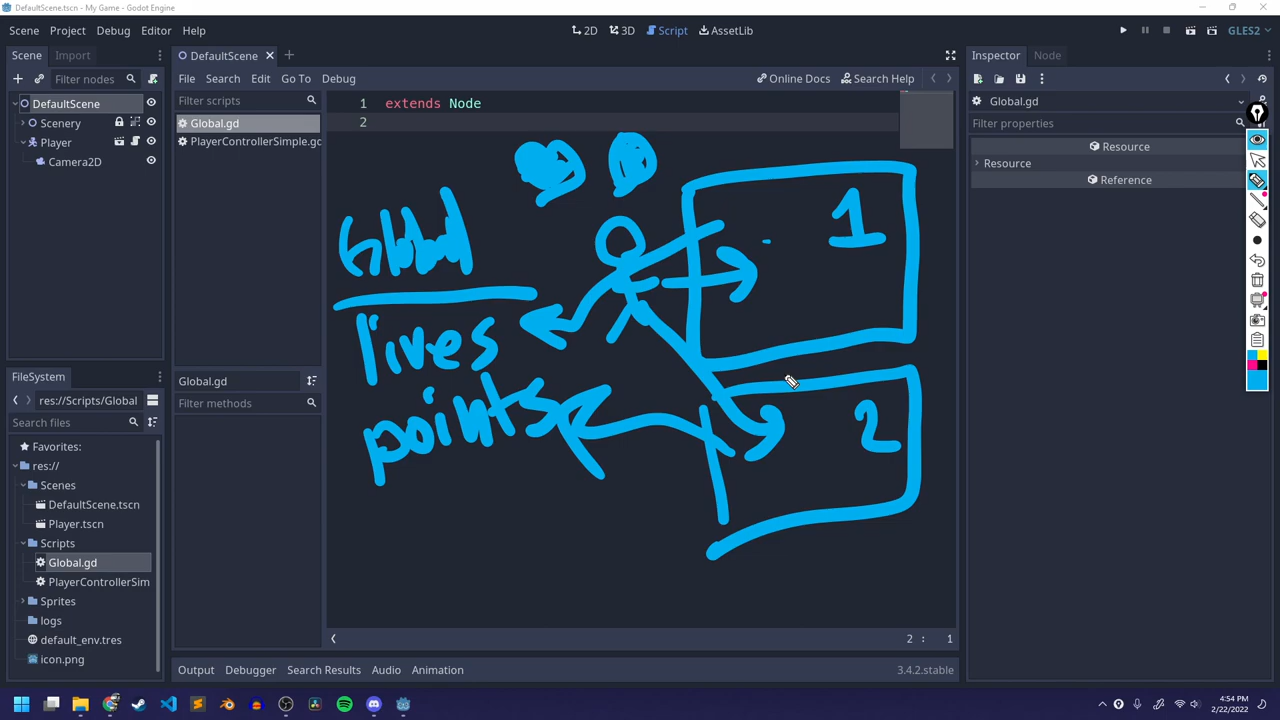 DefaultScene.tscn - My Game - Godot Engine
Scene Project Debug Editor Help
2D 3D Script AssetLib
GLES2
Scene Import
Filter nodes
DefaultScene
Scenery
Player
Camera2D
FileSystem
res://Scripts/Global
Search files
Favorites:
res://
Scenes
DefaultScene.tscn
Player.tscn
Scripts
Global.gd
PlayerControllerSim
Sprites
logs
default_env.tres
icon.png
DefaultScene
File Search Edit Go To Debug
Online Docs Search Help
Filter scripts
Global.gd
PlayerControllerSimple.gd
Global.gd
Filter methods
1 extends Node
2
Global
lives
points
1
2
2 : 1
Output Debugger Search Results Audio Animation
3.4.2.stable
Inspector Node
Global.gd
Filter properties
Resource
Resource
Reference
4:54 PM
2/22/2022